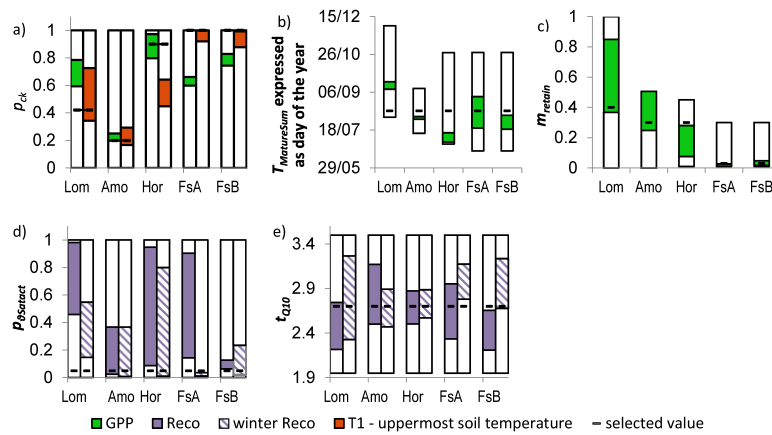 a)
p_ck
1
0.8
0.6
0.4
0.2
0
Lom Amo Hor FsA FsB
b)
T_MatureSum expressed
as day of the year
15/12
26/10
06/09
18/07
29/05
Lom Amo Hor FsA FsB
c)
m_retain
1
0.8
0.6
0.4
0.2
0
Lom Amo Hor FsA FsB
d)
p_θSatact
1
0.8
0.6
0.4
0.2
0
Lom Amo Hor FsA FsB
e)
t_Q10
3.4
2.9
2.4
1.9
Lom Amo Hor FsA FsB
GPP Reco winter Reco T1 - uppermost soil temperature selected value